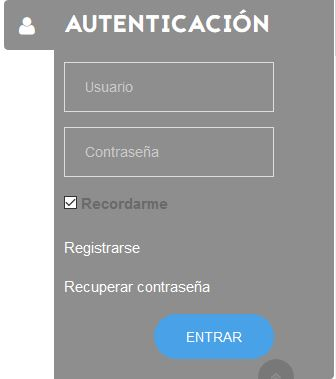 AUTENTICACIÓN
Usuario
Contraseña
Recordarme
Registrarse
Recuperar contraseña
ENTRAR